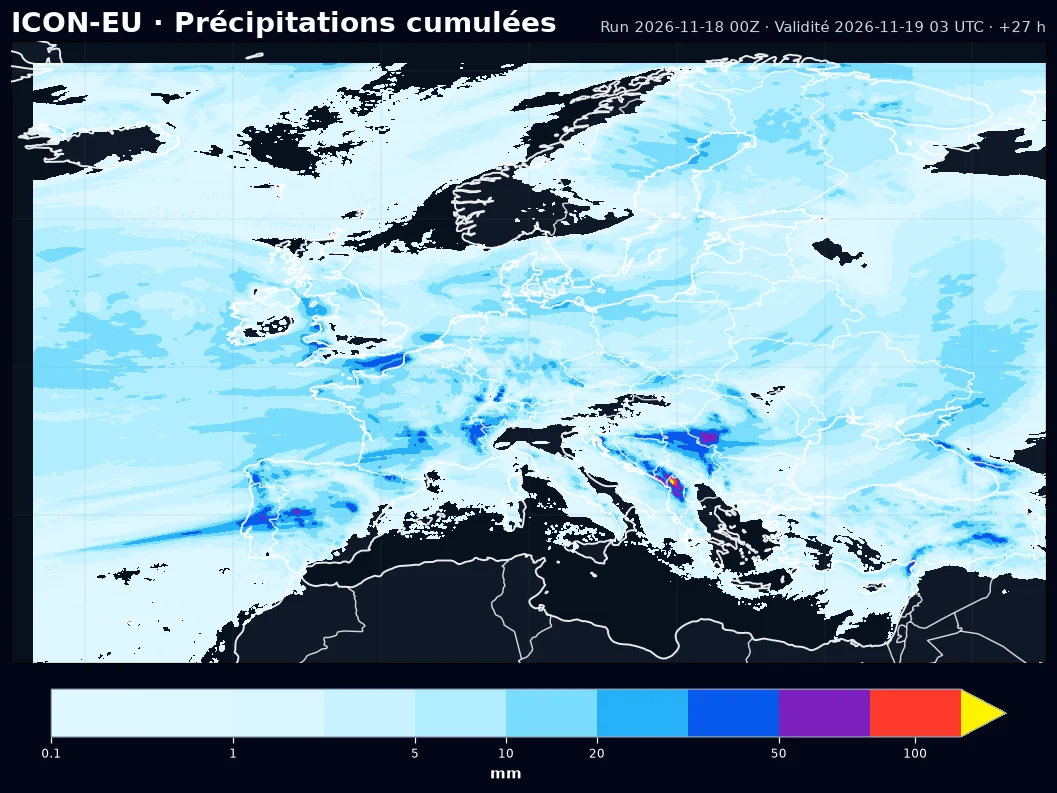 ICON-EU · Précipitations cumulées
Run 2026-11-18 00Z · Validité 2026-11-19 03 UTC · +27 h
0.1 1 5 10 20 50 100
mm